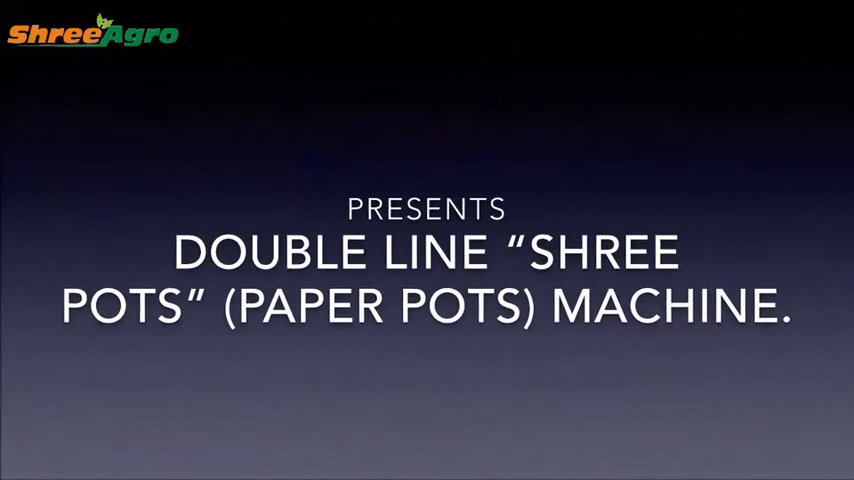 ShreeAgro
PRESENTS
DOUBLE LINE “SHREE
POTS” (PAPER POTS) MACHINE.